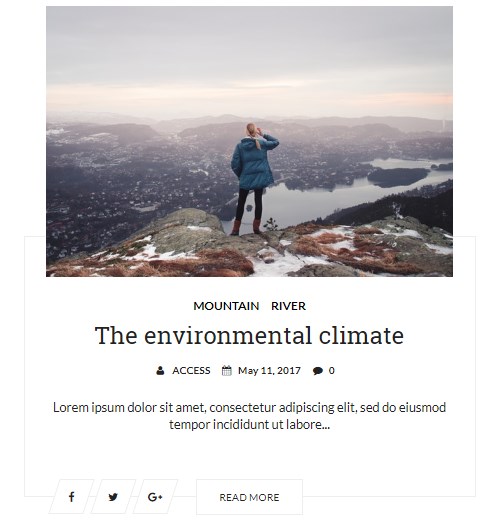 MOUNTAIN RIVER
The environmental climate
ACCESS May 11, 2017 0
Lorem ipsum dolor sit amet, consectetur adipiscing elit, sed do eiusmod
tempor incididunt ut labore...
f G+ READ MORE